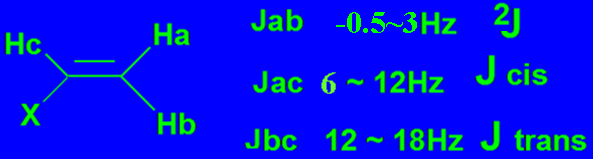 Hc Ha Jab -0.5~3Hz ²J
Jac 6 ~ 12Hz J cis
X Hb Jbc 12 ~ 18Hz J trans